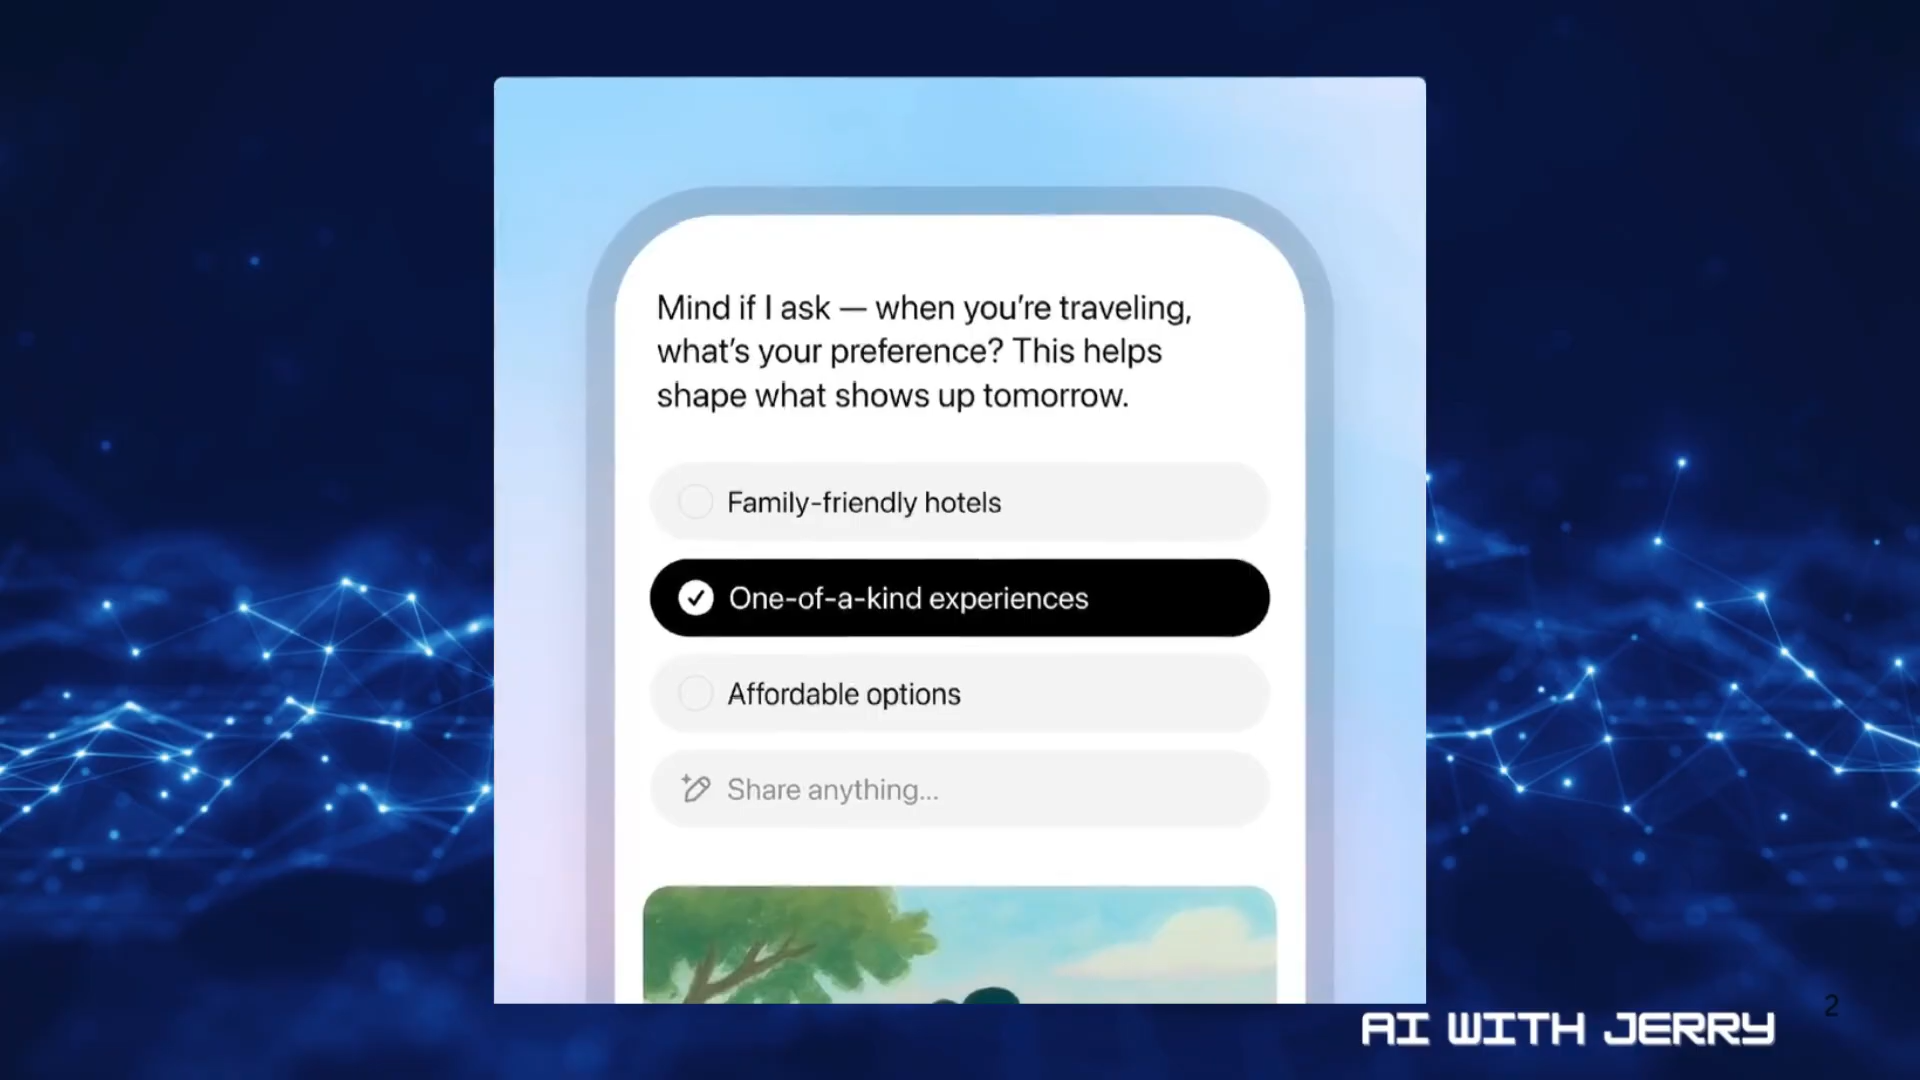 Mind if I ask — when you’re traveling,
what’s your preference? This helps
shape what shows up tomorrow.
Family-friendly hotels
One-of-a-kind experiences
Affordable options
Share anything...
2
AI WITH JERRY